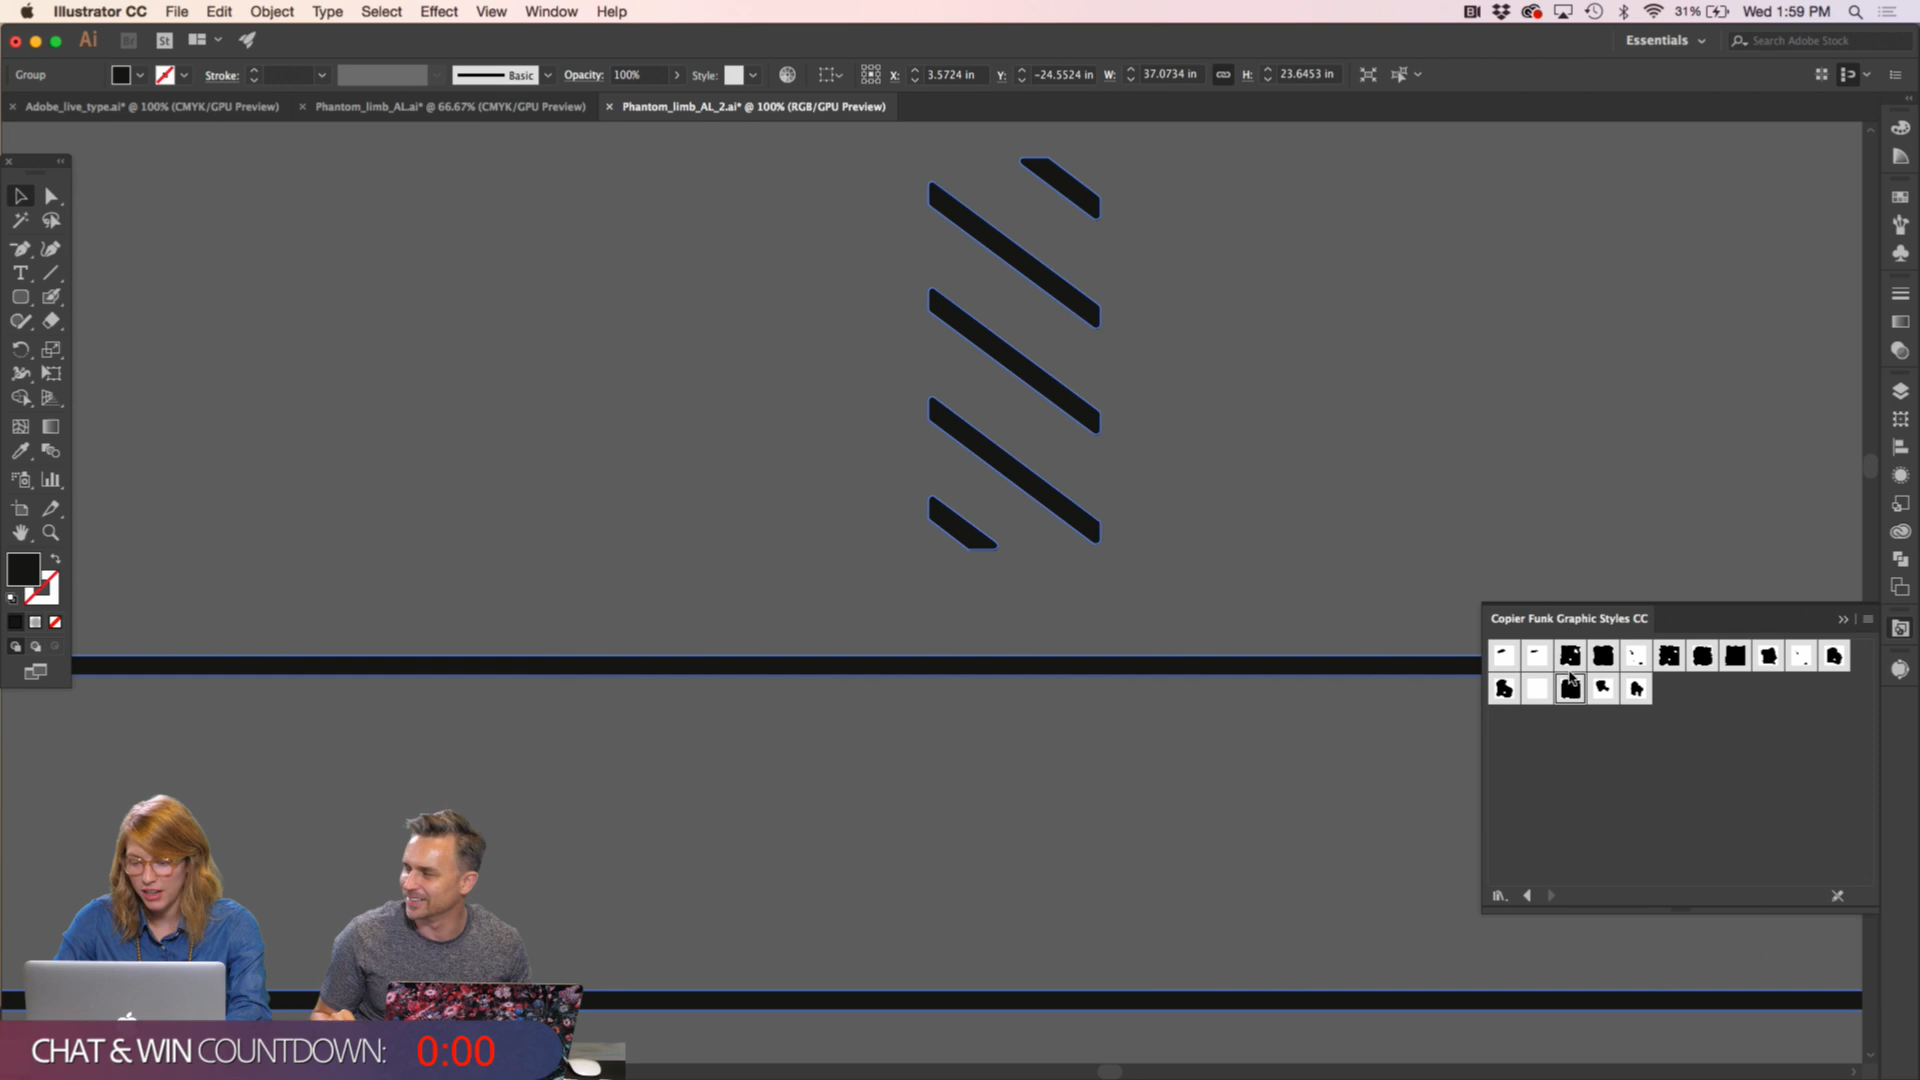 Illustrator CC File Edit Object Type Select Effect View Window Help 31% Wed 1:59 PM
Ai Br St Essentials Search Adobe Stock
Group Stroke: Basic Opacity: 100% Style: X: 3.5724 in Y: -24.5524 in W: 37.0734 in H: 23.6453 in
Adobe_live_type.ai* @ 100% (CMYK/GPU Preview) Phantom_limb_AL.ai* @ 66.67% (CMYK/GPU Preview) Phantom_limb_AL_2.ai* @ 100% (RGB/GPU Preview)
Copier Funk Graphic Styles CC
CHAT & WIN COUNTDOWN: 0:00